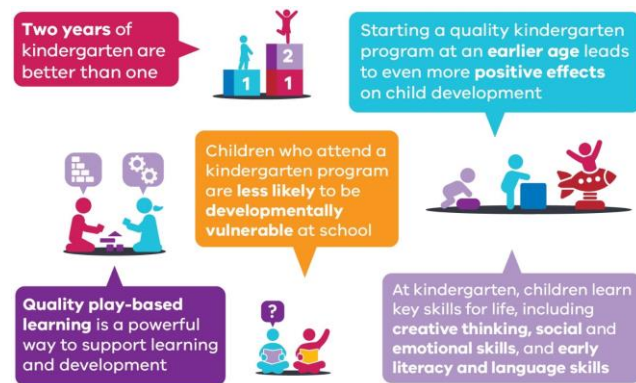 Two years of
kindergarten are
better than one
1
2
1
Starting a quality kindergarten
program at an earlier age leads
to even more positive effects
on child development
Children who attend a
kindergarten program
are less likely to be
developmentally
vulnerable at school
Quality play-based
learning is a powerful
way to support learning
and development
?
At kindergarten, children learn
key skills for life, including
creative thinking, social and
emotional skills, and early
literacy and language skills